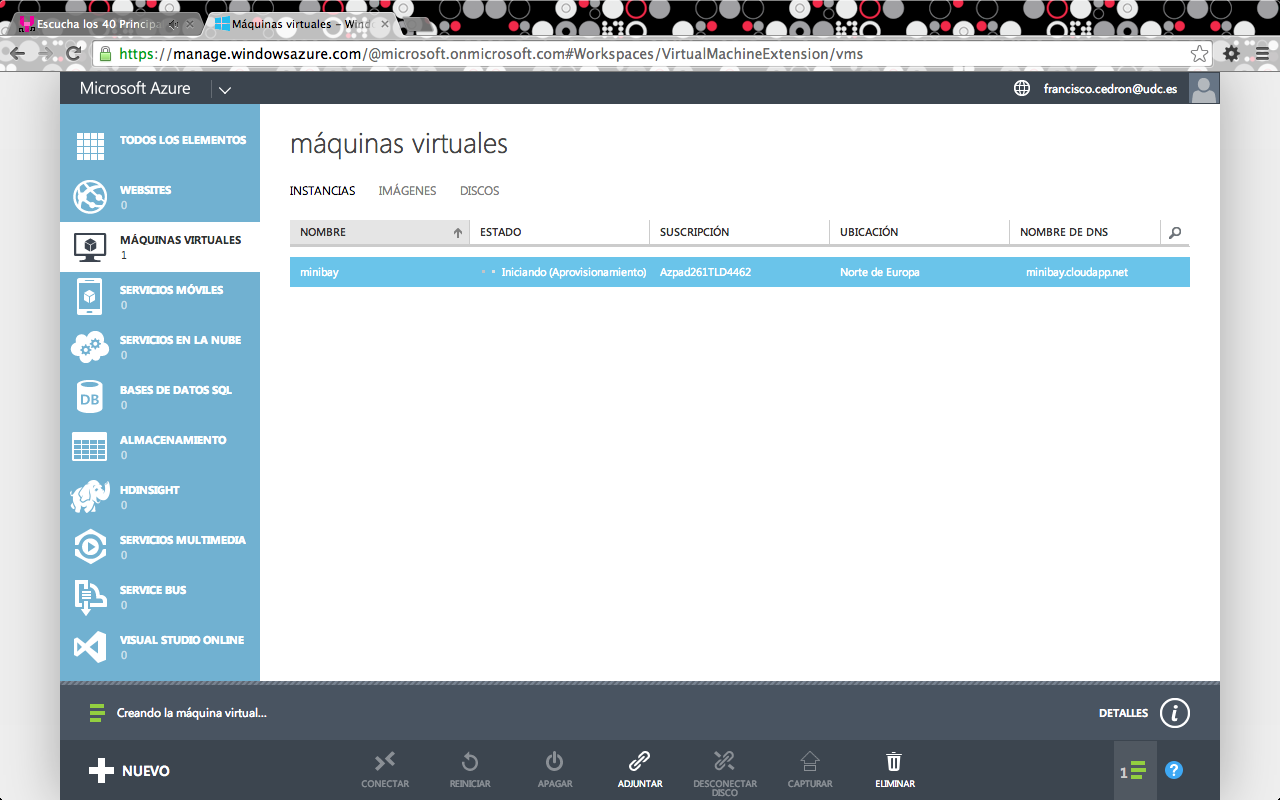 Escucha los 40 Principa
Máquinas virtuales – Wind
https://manage.windowsazure.com/@microsoft.onmicrosoft.com#Workspaces/VirtualMachineExtension/vms
Microsoft Azure
francisco.cedron@udc.es
TODOS LOS ELEMENTOS
WEBSITES
0
MÁQUINAS VIRTUALES
1
SERVICIOS MÓVILES
0
SERVICIOS EN LA NUBE
0
DB
BASES DE DATOS SQL
0
ALMACENAMIENTO
0
HDINSIGHT
0
SERVICIOS MULTIMEDIA
0
SERVICE BUS
0
VISUAL STUDIO ONLINE
0
máquinas virtuales
INSTANCIAS IMÁGENES DISCOS
NOMBRE ESTADO SUSCRIPCIÓN UBICACIÓN NOMBRE DE DNS
minibay Iniciando (Aprovisionamiento) Azpad261TLD4462 Norte de Europa minibay.cloudapp.net
Creando la máquina virtual...
DETALLES i
NUEVO
CONECTAR
REINICIAR
APAGAR
ADJUNTAR
DESCONECTAR
DISCO
CAPTURAR
ELIMINAR
1
?